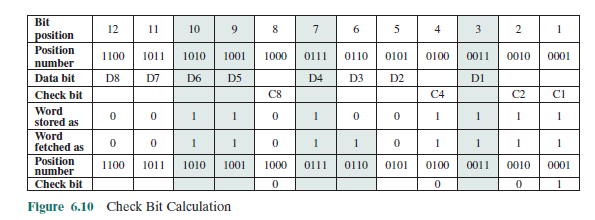 Bit position 12 11 10 9 8 7 6 5 4 3 2 1
Position number 1100 1011 1010 1001 1000 0111 0110 0101 0100 0011 0010 0001
Data bit D8 D7 D6 D5 D4 D3 D2 D1
Check bit C8 C4 C2 C1
Word stored as 0 0 1 1 0 1 0 0 1 1 1 1
Word fetched as 0 0 1 1 0 1 1 0 1 1 1 1
Position number 1100 1011 1010 1001 1000 0111 0110 0101 0100 0011 0010 0001
Check bit 0 0 0 1
Figure 6.10 Check Bit Calculation